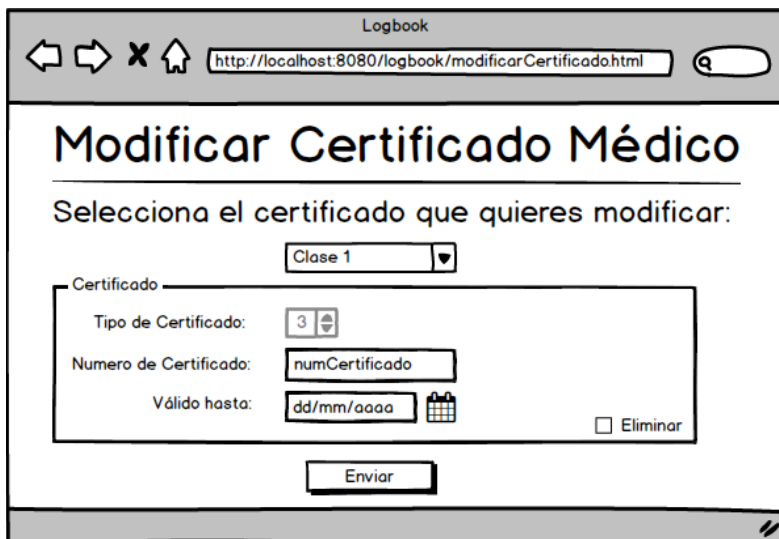 Logbook
http://localhost:8080/logbook/modificarCertificado.html
Modificar Certificado Médico
Selecciona el certificado que quieres modificar:
Clase 1
Certificado
Tipo de Certificado: 3
Numero de Certificado: numCertificado
Válido hasta: dd/mm/aaaa
Eliminar
Enviar